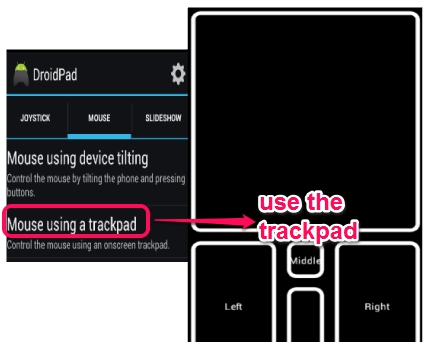 DroidPad
JOYSTICK MOUSE SLIDESHOW
Mouse using device tilting
Control the mouse by tilting the phone and pressing
buttons.
Mouse using a trackpad
Control the mouse using an onscreen trackpad.
use the
trackpad
Middle
Left
Right